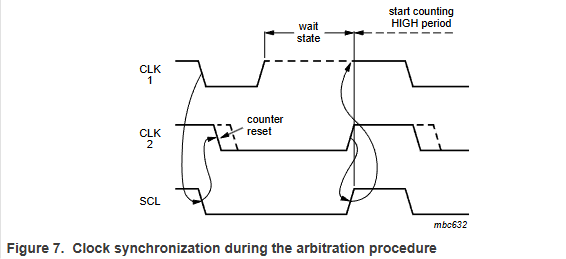 start counting
HIGH period
wait
state
CLK
1
counter
reset
CLK
2
SCL
mbc632
Figure 7. Clock synchronization during the arbitration procedure